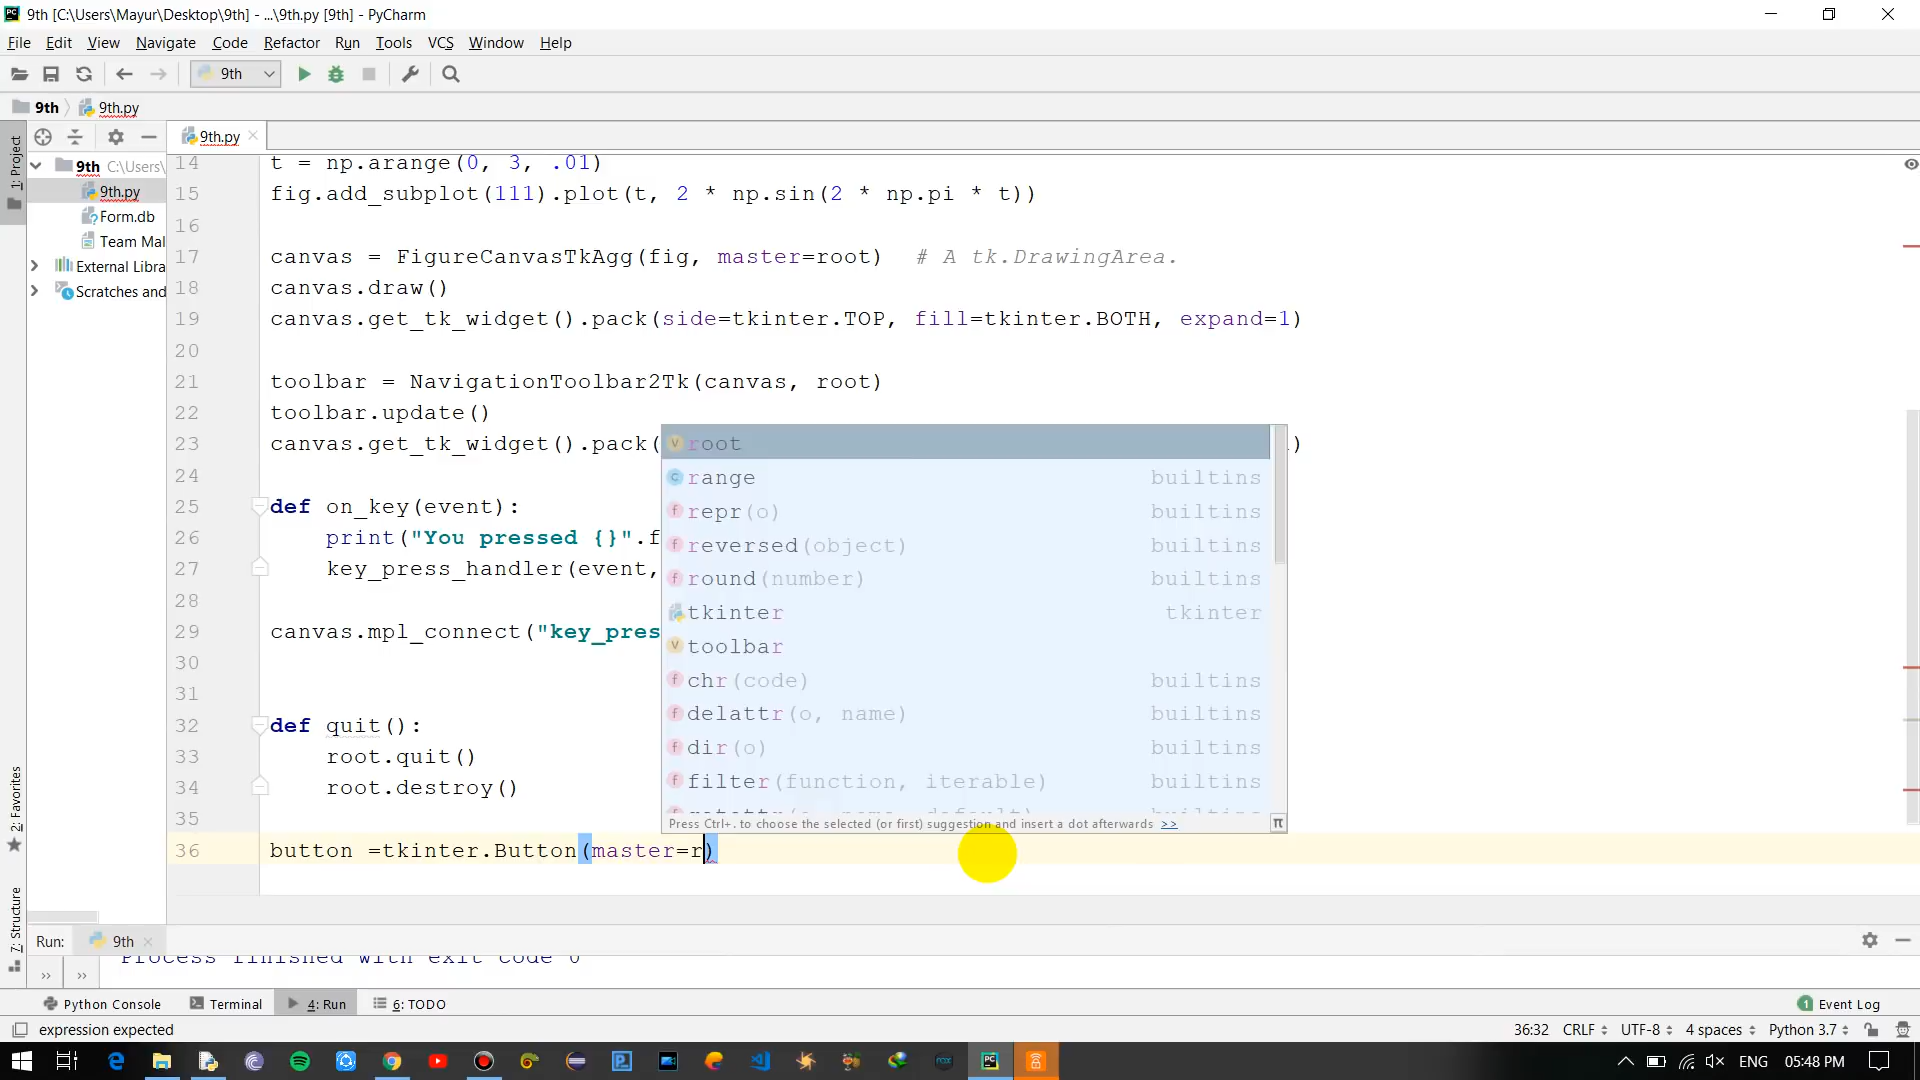 9th [C:\Users\Mayur\Desktop\9th] - ...\9th.py [9th] - PyCharm
File Edit View Navigate Code Refactor Run Tools VCS Window Help
9th
9th 9th.py
1: Project
9th.py
9th C:\Users\
9th.py
Form.db
Team Mal
External Libra
Scratches and
14 t = np.arange(0, 3, .01)
15 fig.add_subplot(111).plot(t, 2 * np.sin(2 * np.pi * t))
16
17 canvas = FigureCanvasTkAgg(fig, master=root)  # A tk.DrawingArea.
18 canvas.draw()
19 canvas.get_tk_widget().pack(side=tkinter.TOP, fill=tkinter.BOTH, expand=1)
20
21 toolbar = NavigationToolbar2Tk(canvas, root)
22 toolbar.update()
23 canvas.get_tk_widget().pack( )
24
25 def on_key(event):
26 print("You pressed {}".f
27 key_press_handler(event,
28
29 canvas.mpl_connect("key_pres
30
31
32 def quit():
33 root.quit()
34 root.destroy()
35
36 button =tkinter.Button(master=r)
root
range builtins
repr(o) builtins
reversed(object) builtins
round(number) builtins
tkinter tkinter
toolbar
chr(code) builtins
delattr(o, name) builtins
dir(o) builtins
filter(function, iterable) builtins
Press Ctrl+. to choose the selected (or first) suggestion and insert a dot afterwards >>
π
2: Favorites
7: Structure
Run: 9th
Process finished with exit code 0
>> >>
Python Console Terminal 4: Run 6: TODO 1 Event Log
expression expected 36:32 CRLF UTF-8 4 spaces Python 3.7
ENG 05:48 PM